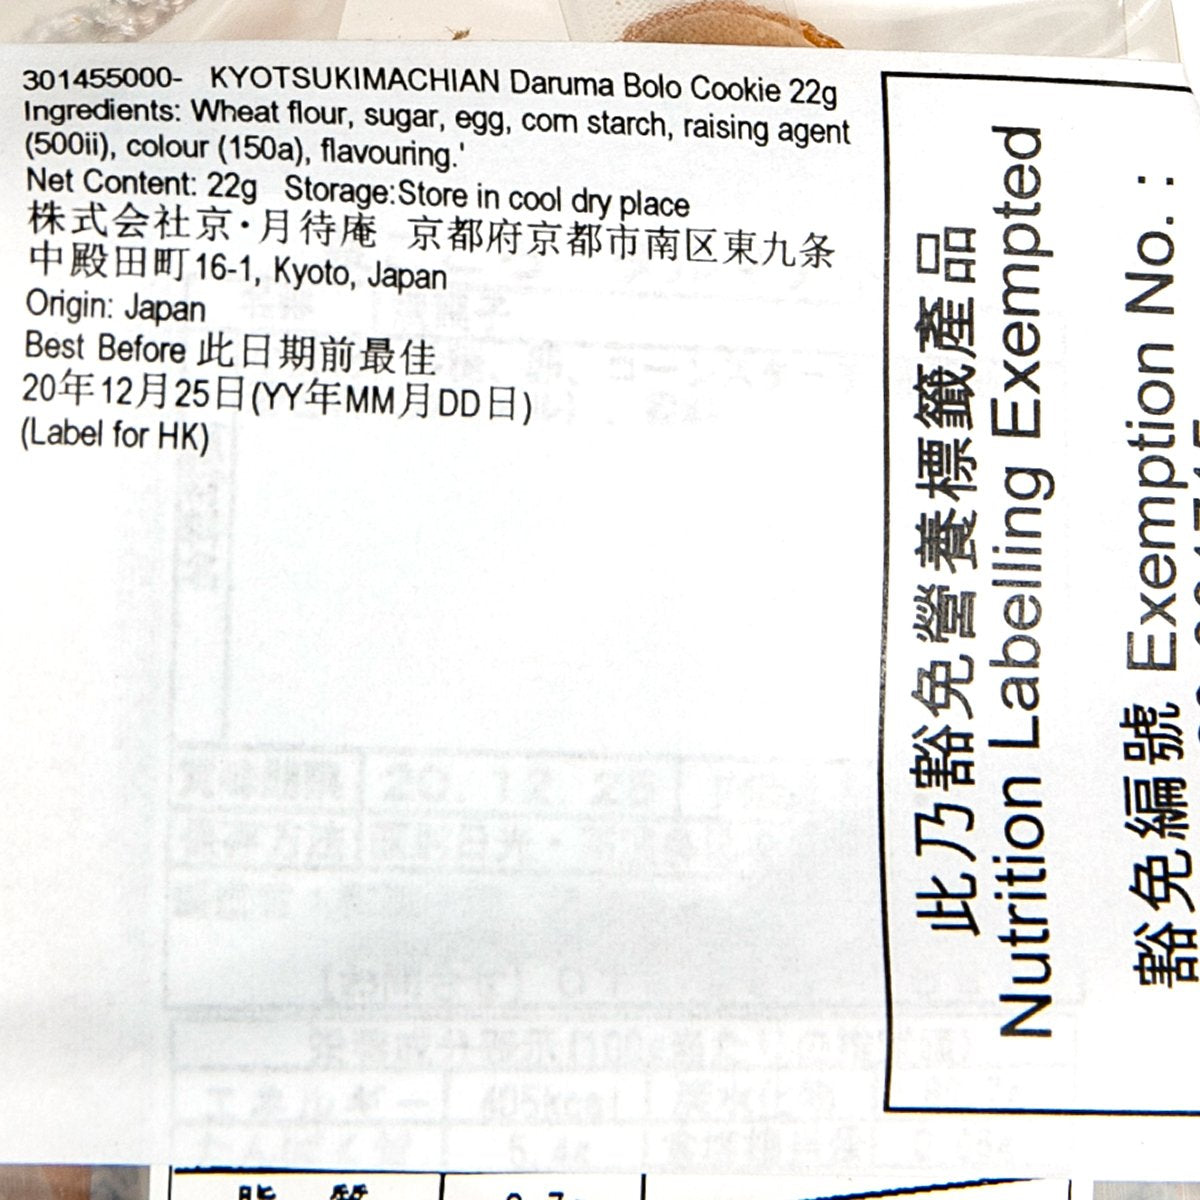 301455000- KYOTSUKIMACHIAN Daruma Bolo Cookie 22g
Ingredients: Wheat flour, sugar, egg, corn starch, raising agent
(500ii), colour (150a), flavouring.'
Net Content: 22g Storage:Store in cool dry place
株式会社京・月待庵 京都府京都市南区東九条
中殿田町16-1, Kyoto, Japan
Origin: Japan
Best Before 此日期前最佳
20年12月25日(YY年MM月DD日)
(Label for HK)
此乃豁免營養標籤產品
Nutrition Labelling Exempted
豁免編號 Exemption No. :
脂 質